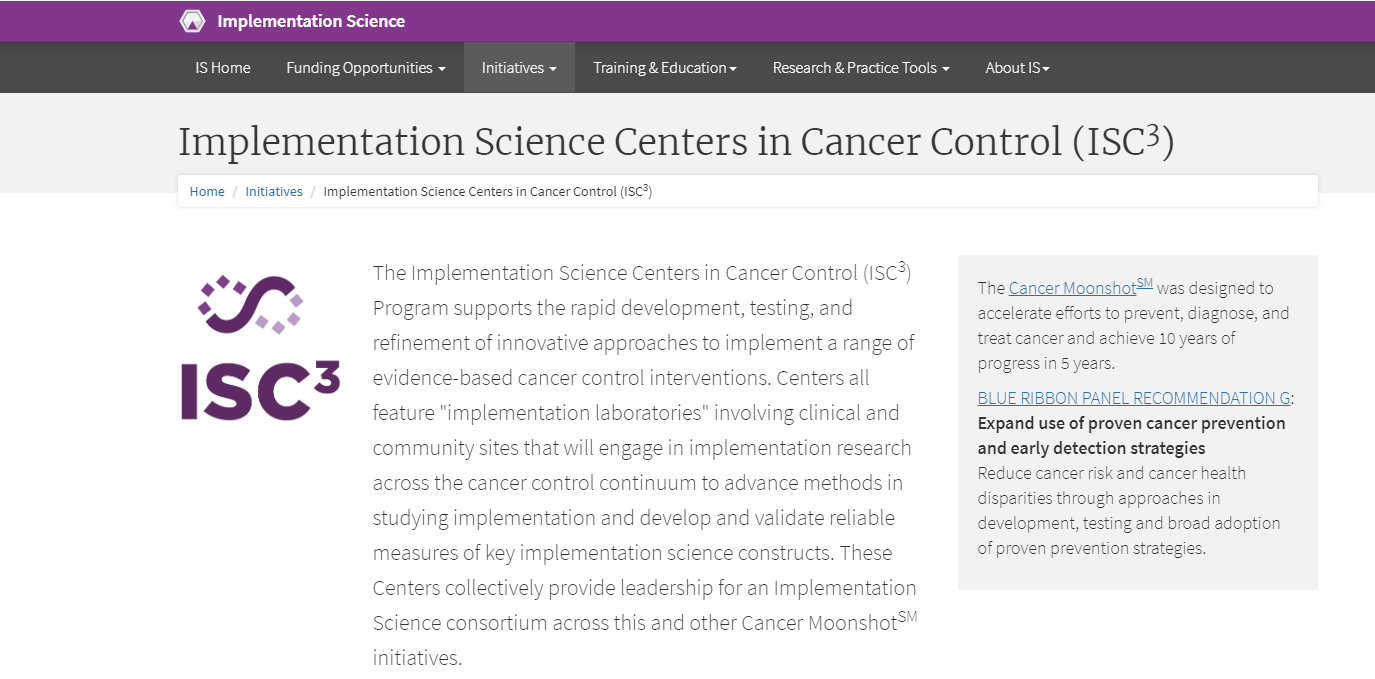 Implementation Science
IS Home Funding Opportunities Initiatives Training & Education Research & Practice Tools About IS
Implementation Science Centers in Cancer Control (ISC³)
Home / Initiatives / Implementation Science Centers in Cancer Control (ISC³)
ISC³
The Implementation Science Centers in Cancer Control (ISC³)
Program supports the rapid development, testing, and
refinement of innovative approaches to implement a range of
evidence-based cancer control interventions. Centers all
feature "implementation laboratories" involving clinical and
community sites that will engage in implementation research
across the cancer control continuum to advance methods in
studying implementation and develop and validate reliable
measures of key implementation science constructs. These
Centers collectively provide leadership for an Implementation
Science consortium across this and other Cancer Moonshot℠
initiatives.
The Cancer Moonshot℠ was designed to
accelerate efforts to prevent, diagnose, and
treat cancer and achieve 10 years of
progress in 5 years.
BLUE RIBBON PANEL RECOMMENDATION G:
Expand use of proven cancer prevention
and early detection strategies
Reduce cancer risk and cancer health
disparities through approaches in
development, testing and broad adoption
of proven prevention strategies.